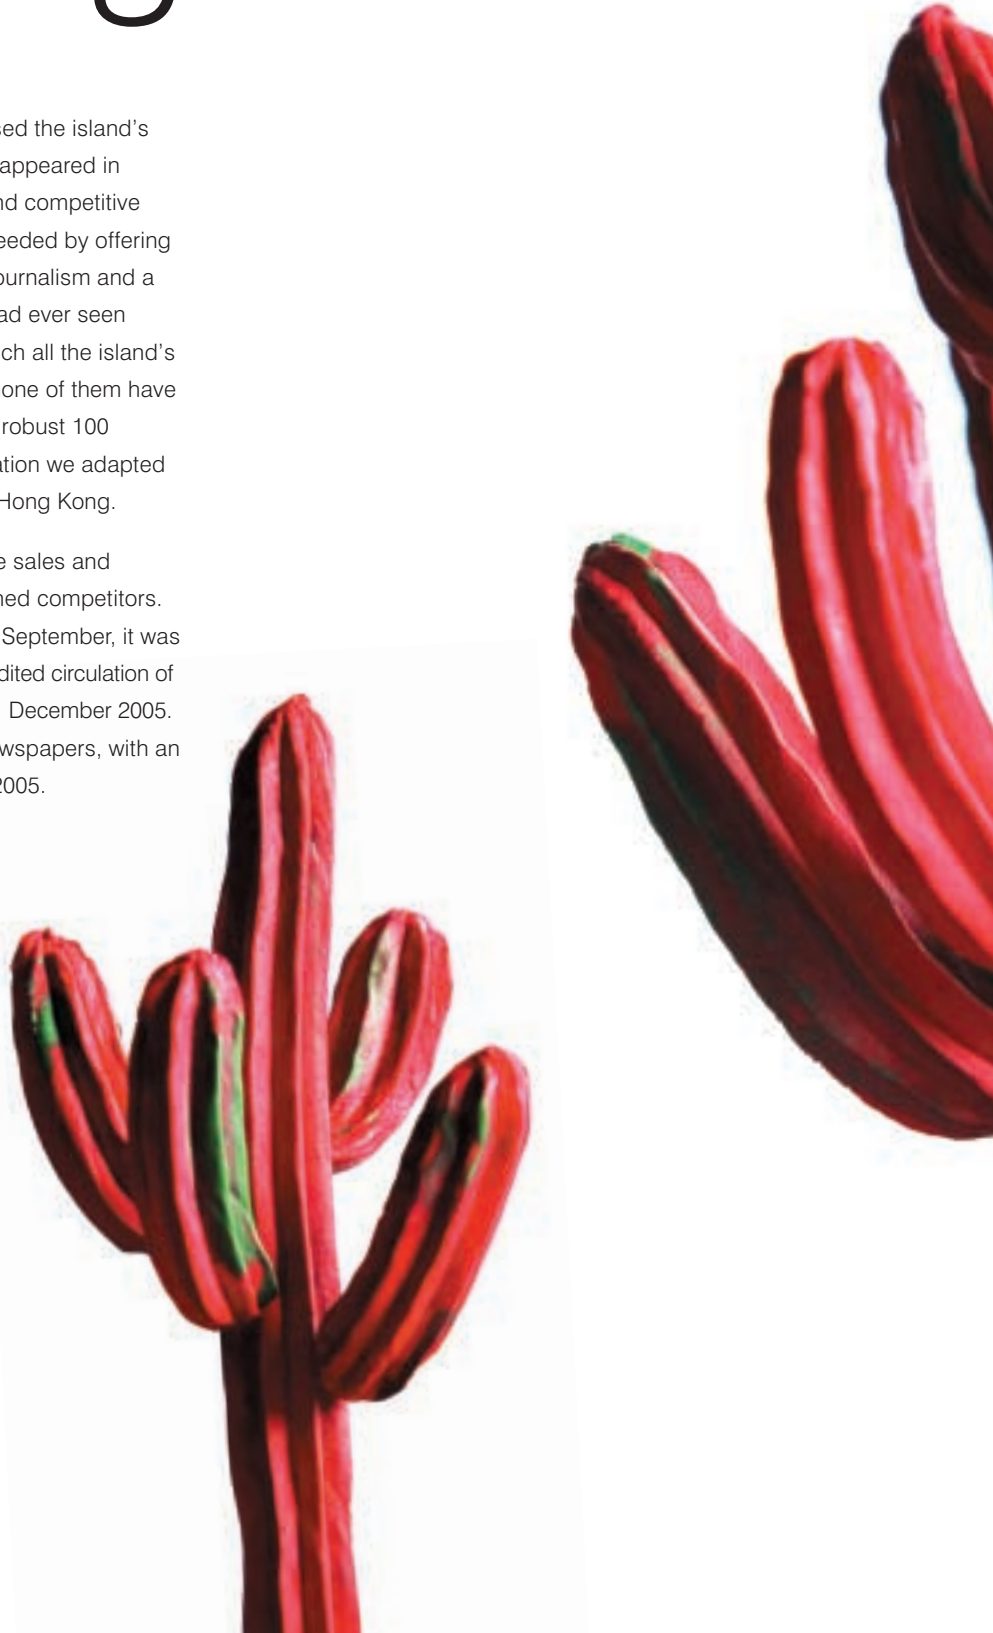 g
sed the island's
appeared in
nd competitive
eeded by offering
ournalism and a
ad ever seen
ch all the island's
one of them have
robust 100
ation we adapted
Hong Kong.
e sales and
ned competitors.
September, it was
dited circulation of
December 2005.
wspapers, with an
2005.